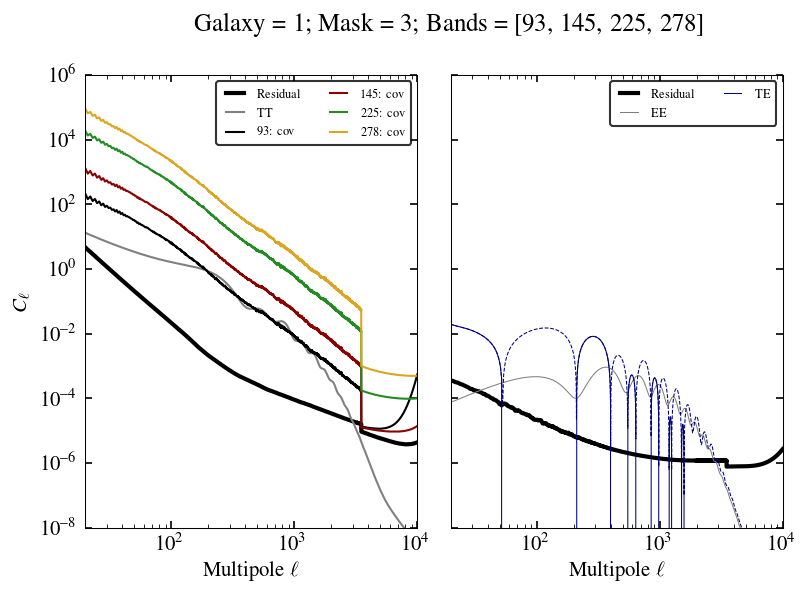 Galaxy = 1; Mask = 3; Bands = [93, 145, 225, 278]
Residual
TT
93: cov
145: cov
225: cov
278: cov
10^6
10^4
10^2
10^0
10^{-2}
10^{-4}
10^{-6}
10^{-8}
C_ℓ
10^2
10^3
10^4
Multipole ℓ
Residual
EE
TE
10^2
10^3
10^4
Multipole ℓ